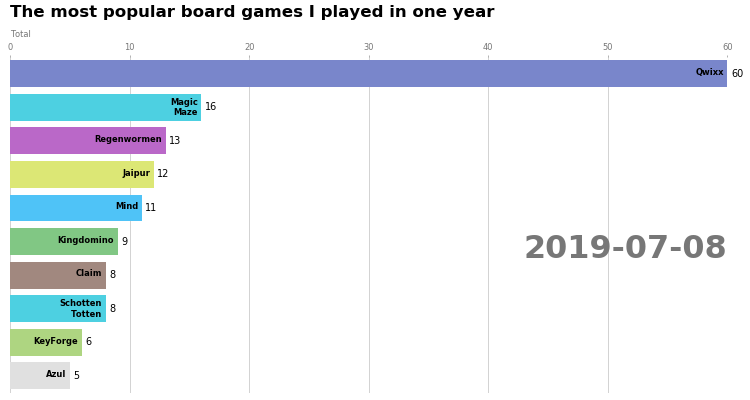 The most popular board games I played in one year
Total
0 10 20 30 40 50 60
Qwixx 60
Magic
Maze 16
Regenwormen 13
Jaipur 12
Mind 11
Kingdomino 9
2019-07-08
Claim 8
Schotten
Totten 8
KeyForge 6
Azul 5